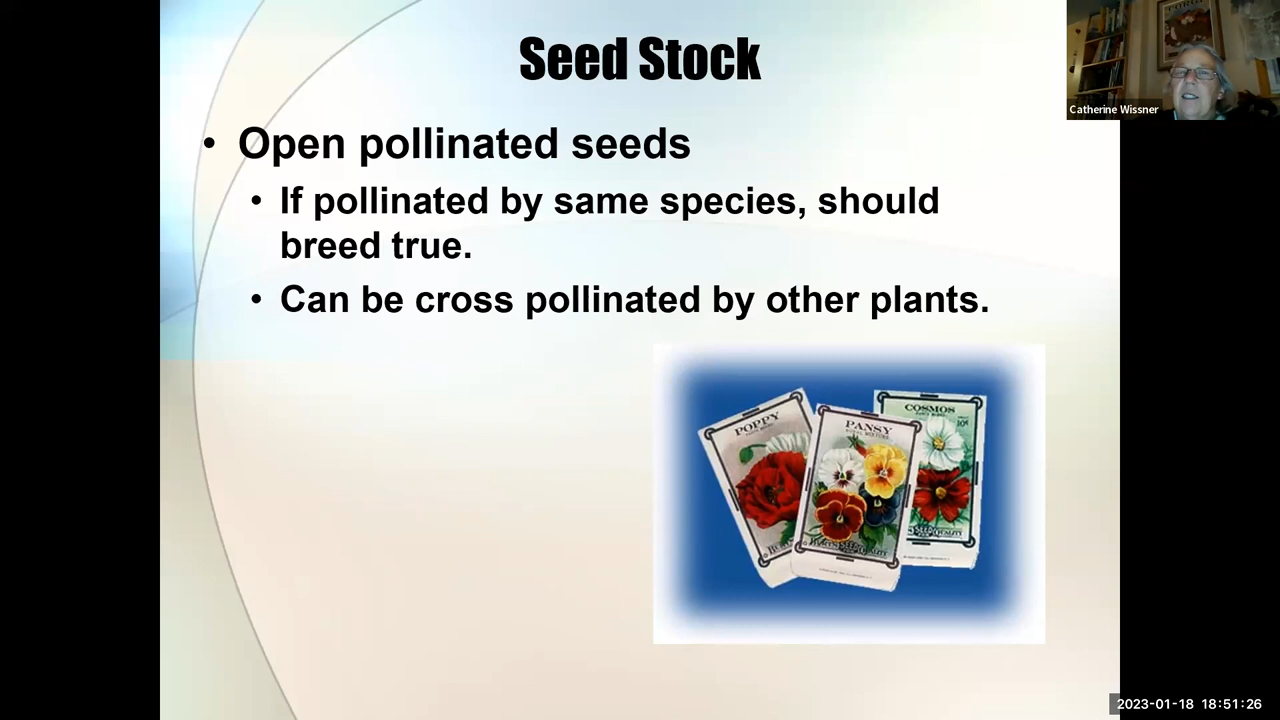 Seed Stock
Catherine Wissner
• Open pollinated seeds
• If pollinated by same species, should
breed true.
• Can be cross pollinated by other plants.
POPPY
PANSY
COSMOS
10¢
2023-01-18 18:51:26